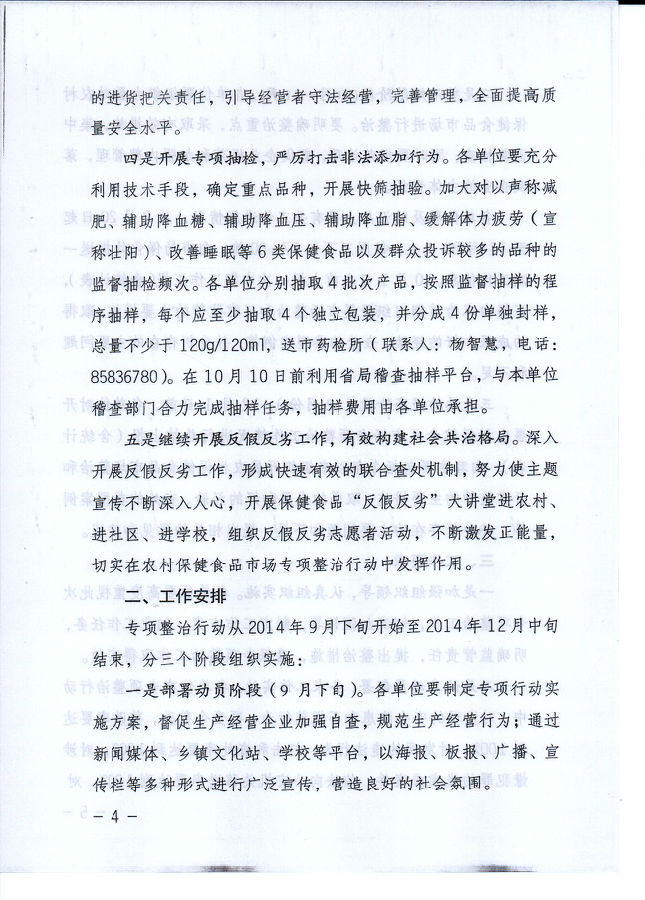 的进货把关责任，引导经营者守法经营，完善管理，全面提高质
量安全水平。
四是开展专项抽检，严厉打击非法添加行为。各单位要充分
利用技术手段，确定重点品种，开展快筛抽验。加大对以声称减
肥、辅助降血糖、辅助降血压、辅助降血脂、缓解体力疲劳（宣
称壮阳）、改善睡眠等6类保健食品以及群众投诉较多的品种的
监督抽检频次。各单位分别抽取4批次产品，按照监督抽样的程
序抽样，每个应至少抽取4个独立包装，并分成4份单独封样，
总量不少于120g/120ml，送市药检所（联系人：杨智慧，电话：
85836780）。在10月10日前利用省局稽查抽样平台，与本单位
稽查部门合力完成抽样任务，抽样费用由各单位承担。
五是继续开展反假反劣工作，有效构建社会共治格局。深入
开展反假反劣工作，形成快速有效的联合查处机制，努力使主题
宣传不断深入人心，开展保健食品“反假反劣”大讲堂进农村、
进社区、进学校，组织反假反劣志愿者活动，不断激发正能量，
切实在农村保健食品市场专项整治行动中发挥作用。
二、工作安排
专项整治行动从2014年9月下旬开始至2014年12月中旬
结束，分三个阶段组织实施：
一是部署动员阶段（9月下旬）。各单位要制定专项行动实
施方案，督促生产经营企业加强自查，规范生产经营行为；通过
新闻媒体、乡镇文化站、学校等平台，以海报、板报、广播、宣
传栏等多种形式进行广泛宣传，营造良好的社会氛围。
— 4 —